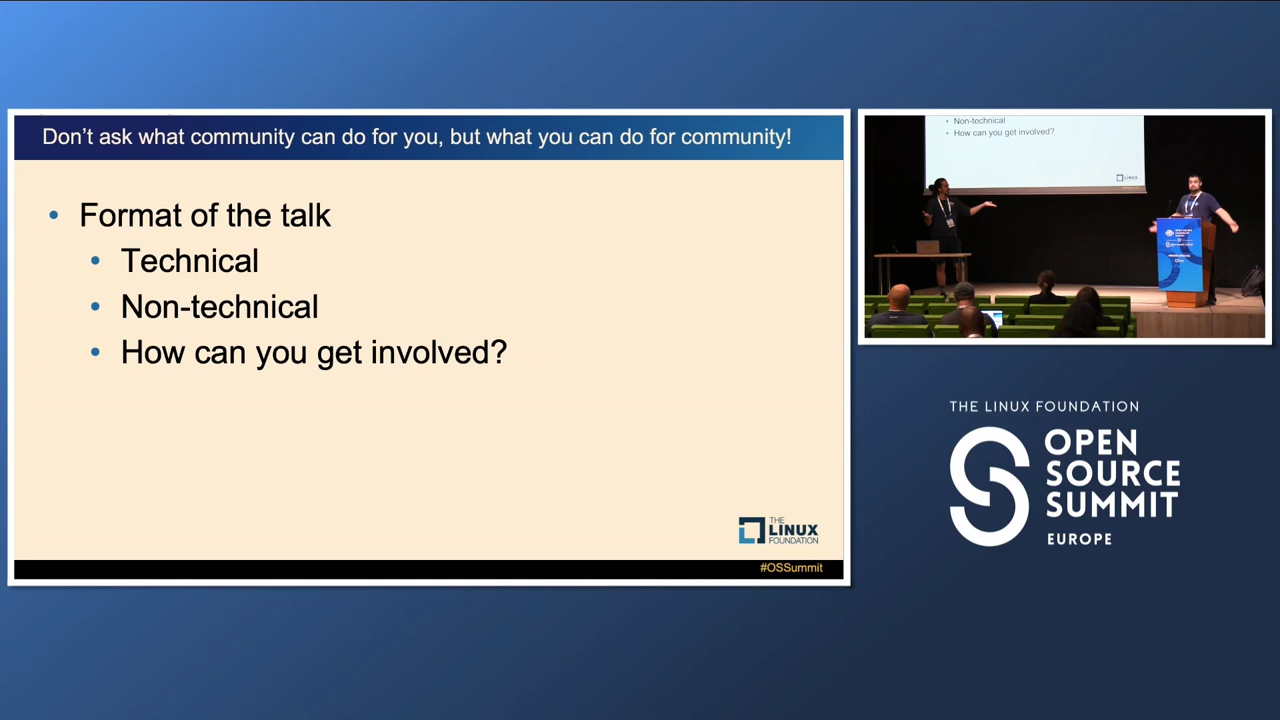 Don't ask what community can do for you, but what you can do for community!
• Format of the talk
• Technical
• Non-technical
• How can you get involved?
THE
LINUX
FOUNDATION
#OSSummit
• Non-technical
• How can you get involved?
LINUX
THE LINUX FOUNDATION
OPEN
SOURCE
SUMMIT
EUROPE